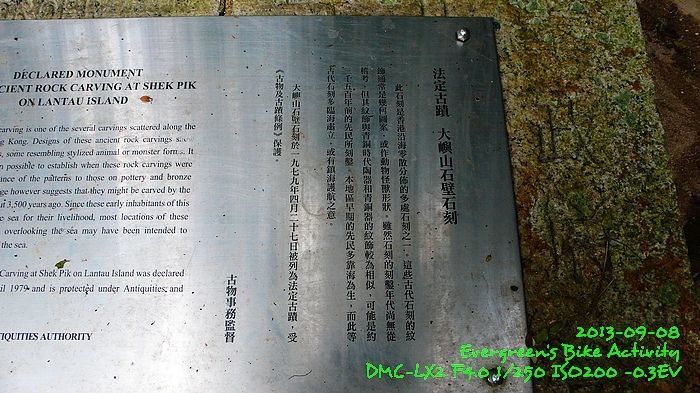 DECLARED MONUMENT
CIENT ROCK CARVING AT SHEK PIK
ON LANTAU ISLAND
carving is one of the several carvings scattered along the
ng Kong. Designs of these ancient rock carvings
, some resembling stylized animal or monster forms. It
possible to establish when these rock carvings were
ance of the patterns to those on pottery and bronze
ge however suggests that they might be carved by the
3,500 years ago. Since these early inhabitants of this
e sea for their livelihood, most locations of these
overlooking the sea may have been intended to
the sea.
Carving at Shek Pik on Lantau Island was declared
il 1979 and is protected under Antiquities and
TIQUITIES AUTHORITY
法定古蹟 大嶼山石壁石刻
此石刻是香港沿海零散分佈的多處石刻之一。這些古代石刻的紋
飾通常是幾何圖案，或作動物怪獸形狀。雖然石刻的刻鑿年代尚無從
稽考，但其紋飾與青銅時代陶器和青銅器的紋飾較為相似，可能是約
三千五百年前的先民所刻鑿。本地區早期的先民多靠海為生，而此等
古代石刻多臨海矗立，或有鎮海護航之意。
大嶼山石壁石刻於一九七九年四月二十七日被列為法定古蹟，受
《古物及古蹟條例》保護。
古物事務監督
2013-09-08
Evergreen's Bike Activity
DMC-LX2 F4.0 1/250 ISO200 -0.3EV